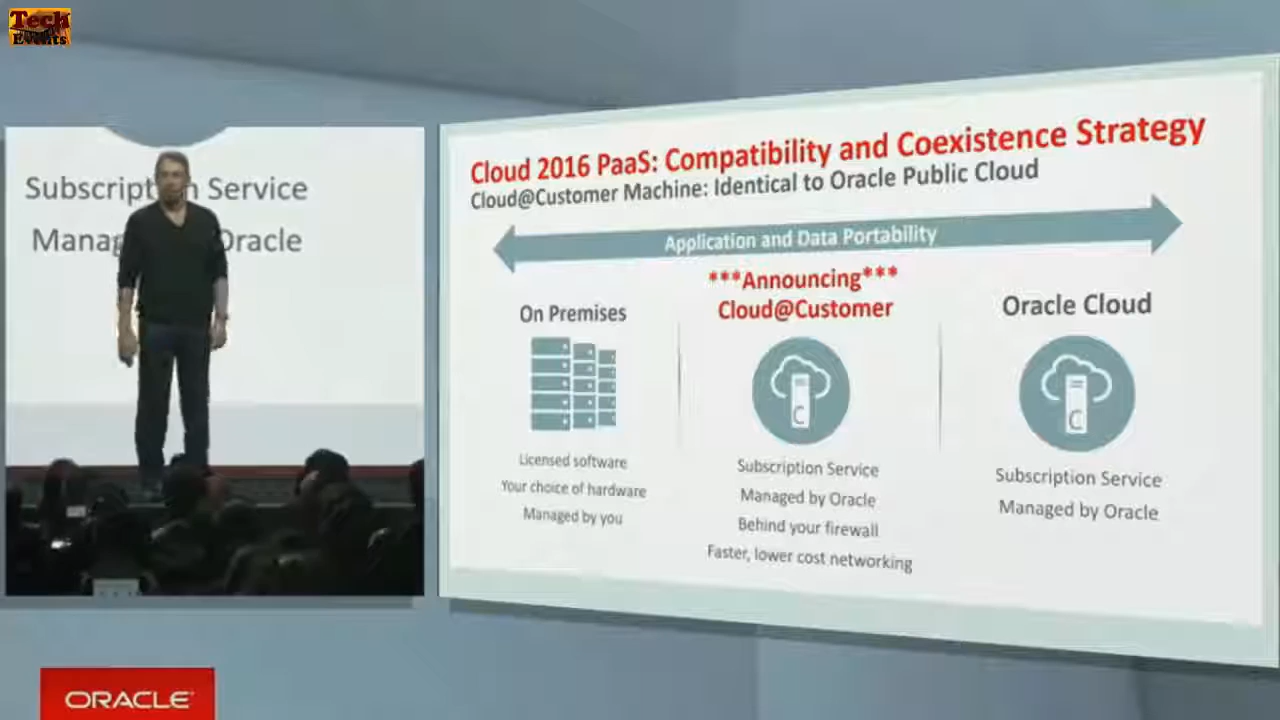 Tech
Events
Subscript n Service
Manag Oracle
Cloud 2016 PaaS: Compatibility and Coexistence Strategy
Cloud@Customer Machine: Identical to Oracle Public Cloud
Application and Data Portability
On Premises
Licensed software
Your choice of hardware
Managed by you
***Announcing***
Cloud@Customer
C
Subscription Service
Managed by Oracle
Behind your firewall
Faster, lower cost networking
Oracle Cloud
C
Subscription Service
Managed by Oracle
ORACLE